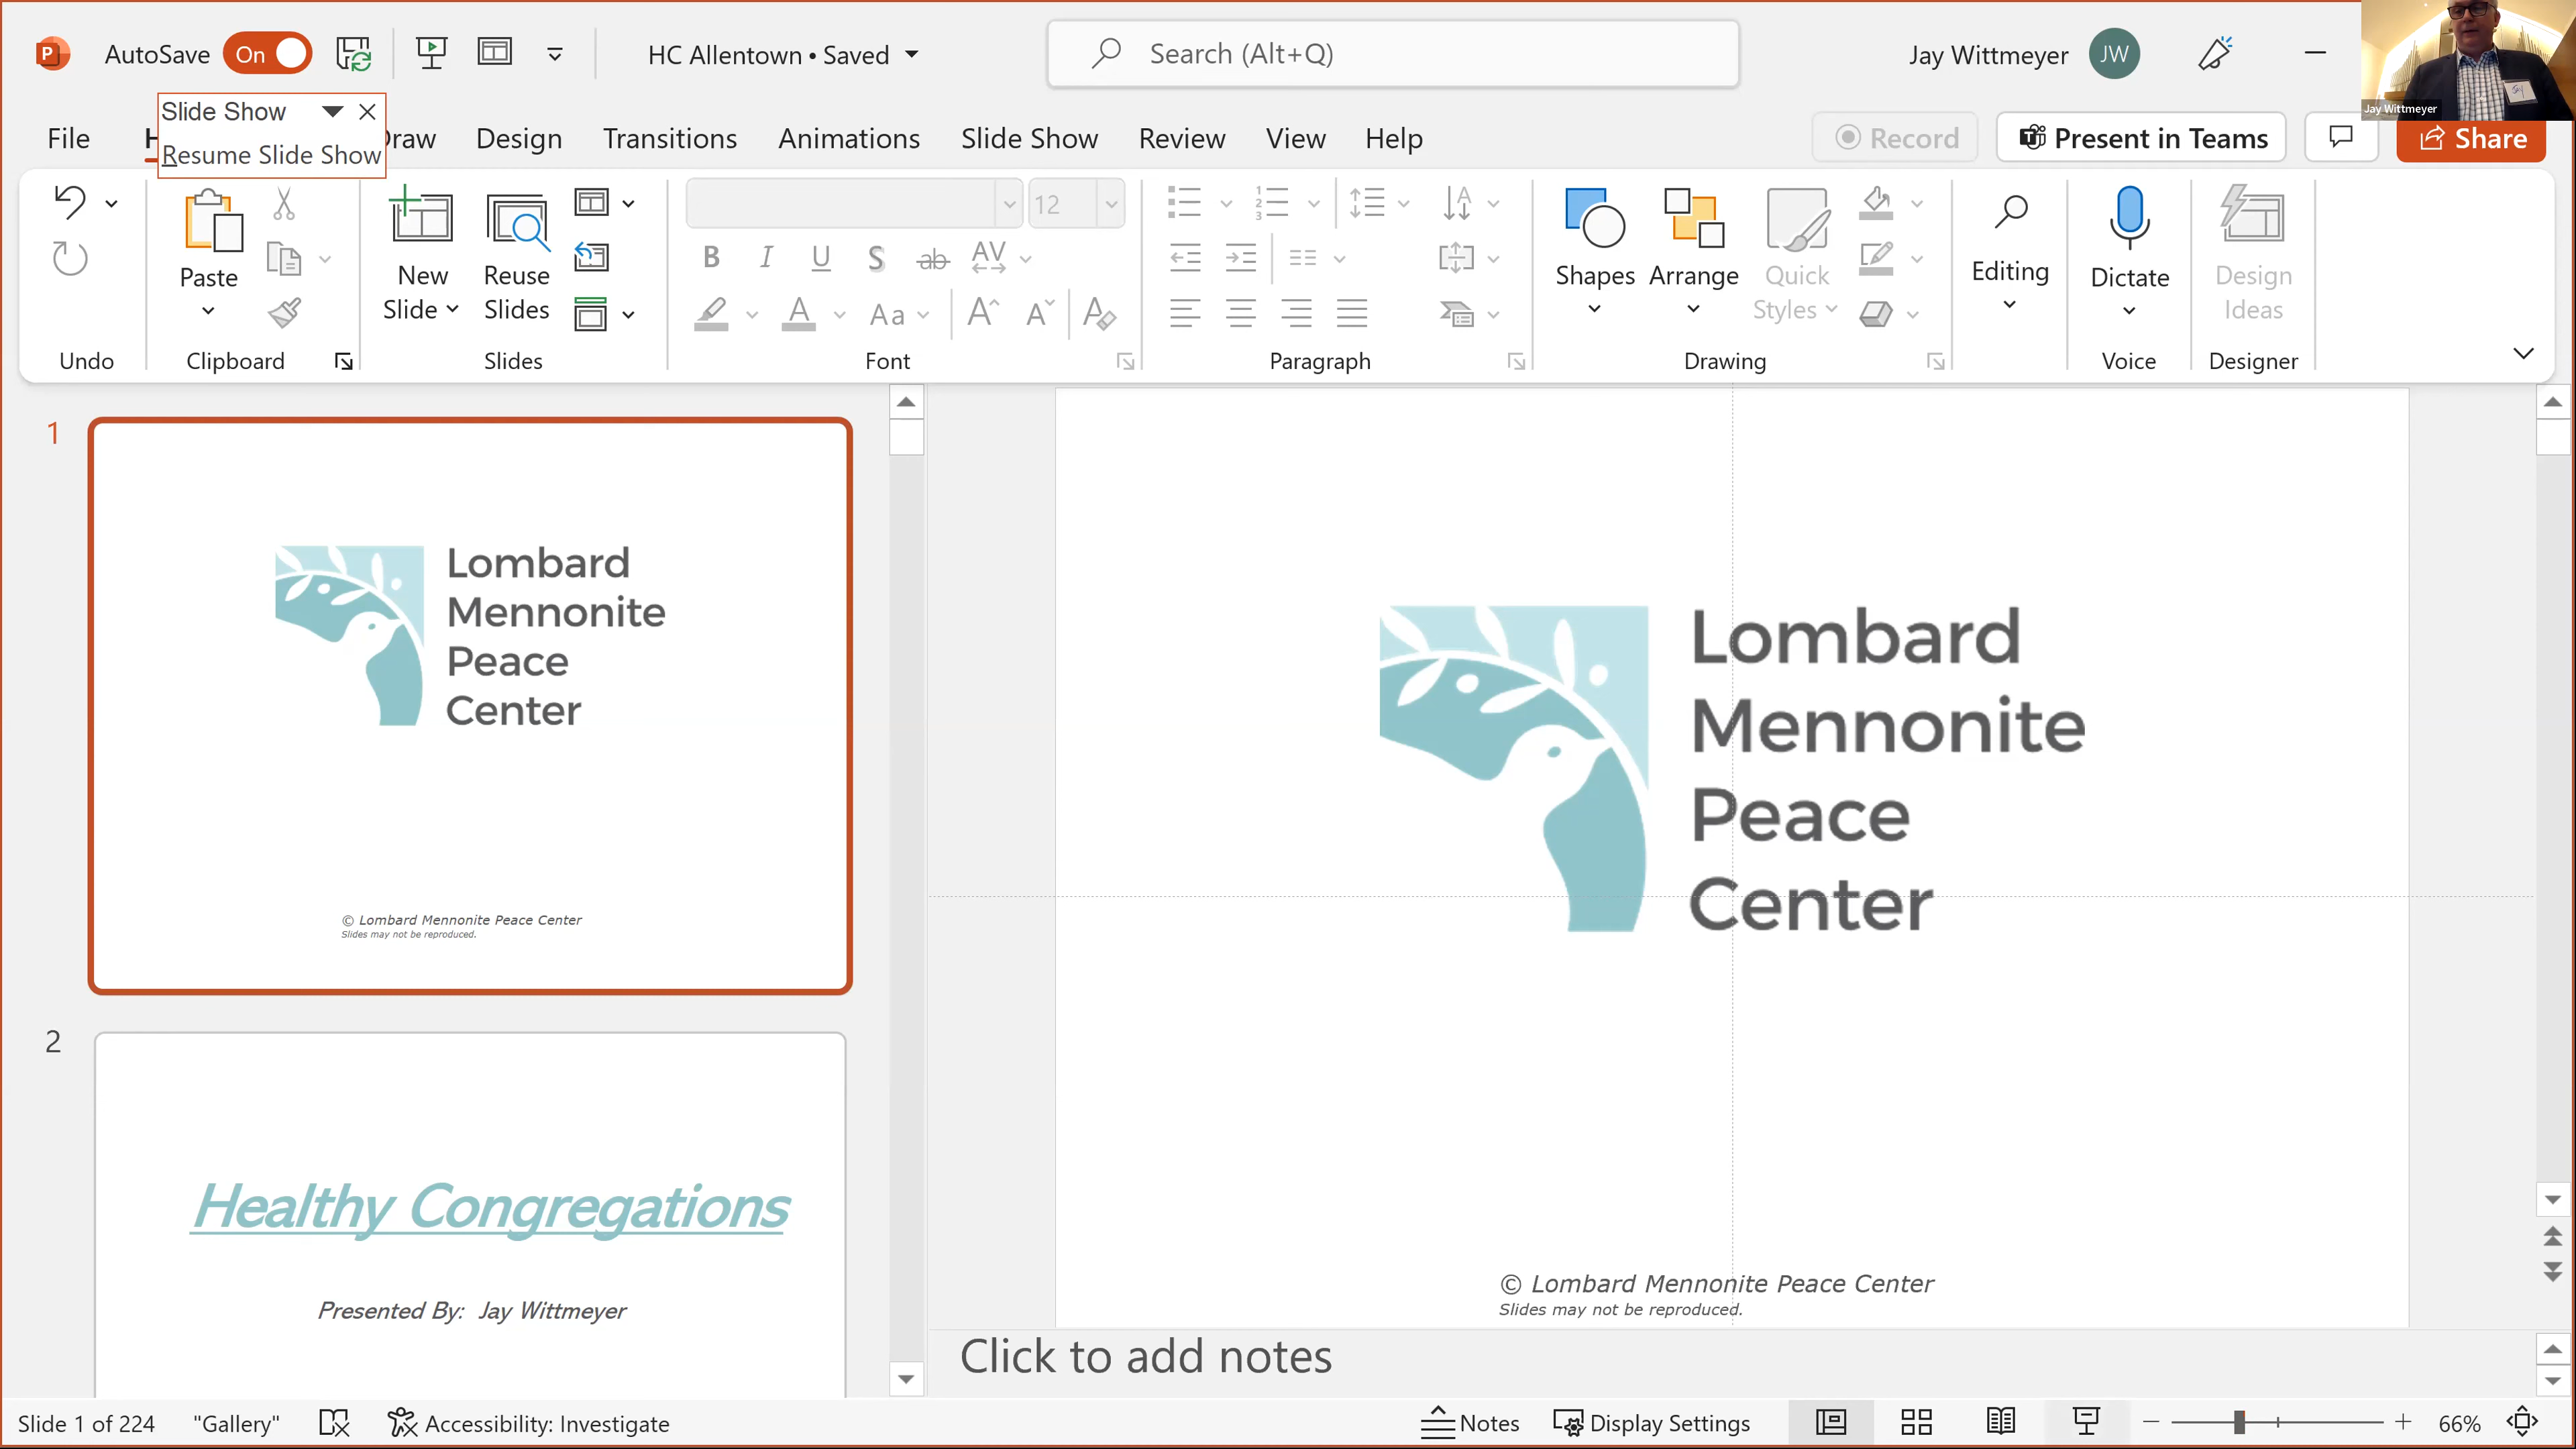 AutoSave On HC Allentown • Saved Search (Alt+Q) Jay Wittmeyer JW
Jay Wittmeyer
Slide Show
Resume Slide Show
File Draw Design Transitions Animations Slide Show Review View Help Record Present in Teams Share
12
Paste New Slide Reuse Slides Shapes Arrange Quick Styles Editing Dictate Design Ideas
Undo Clipboard Slides Font Paragraph Drawing Voice Designer
1
Lombard
Mennonite
Peace
Center
© Lombard Mennonite Peace Center
Slides may not be reproduced.
2
Healthy Congregations
Presented By: Jay Wittmeyer
Lombard
Mennonite
Peace
Center
© Lombard Mennonite Peace Center
Slides may not be reproduced.
Click to add notes
Slide 1 of 224 "Gallery" Accessibility: Investigate Notes Display Settings 66%